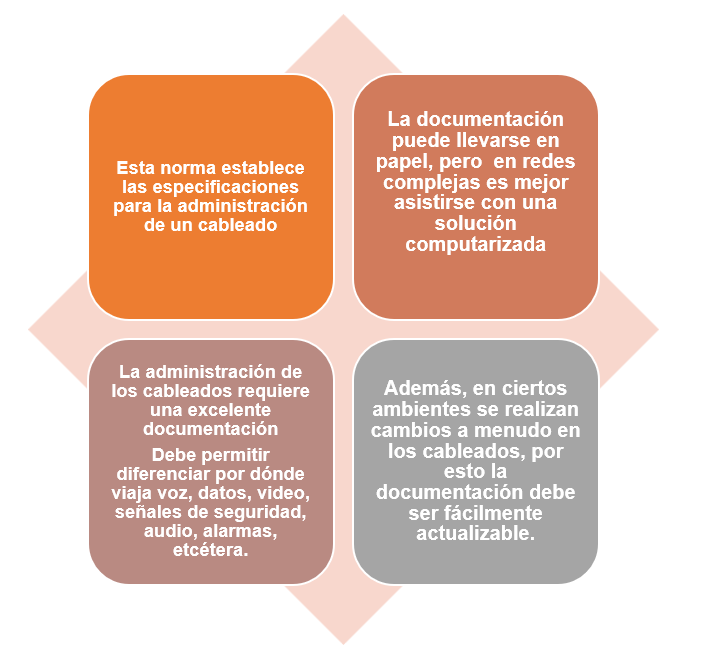 Esta norma establece
las especificaciones
para la administración
de un cableado
La documentación
puede llevarse en
papel, pero  en redes
complejas es mejor
asistirse con una
solución
computarizada
La administración de
los cableados requiere
una excelente
documentación
Debe permitir
diferenciar por dónde
viaja voz, datos, video,
señales de seguridad,
audio, alarmas,
etcétera.
Además, en ciertos
ambientes se realizan
cambios a menudo en
los cableados, por
esto la
documentación debe
ser fácilmente
actualizable.